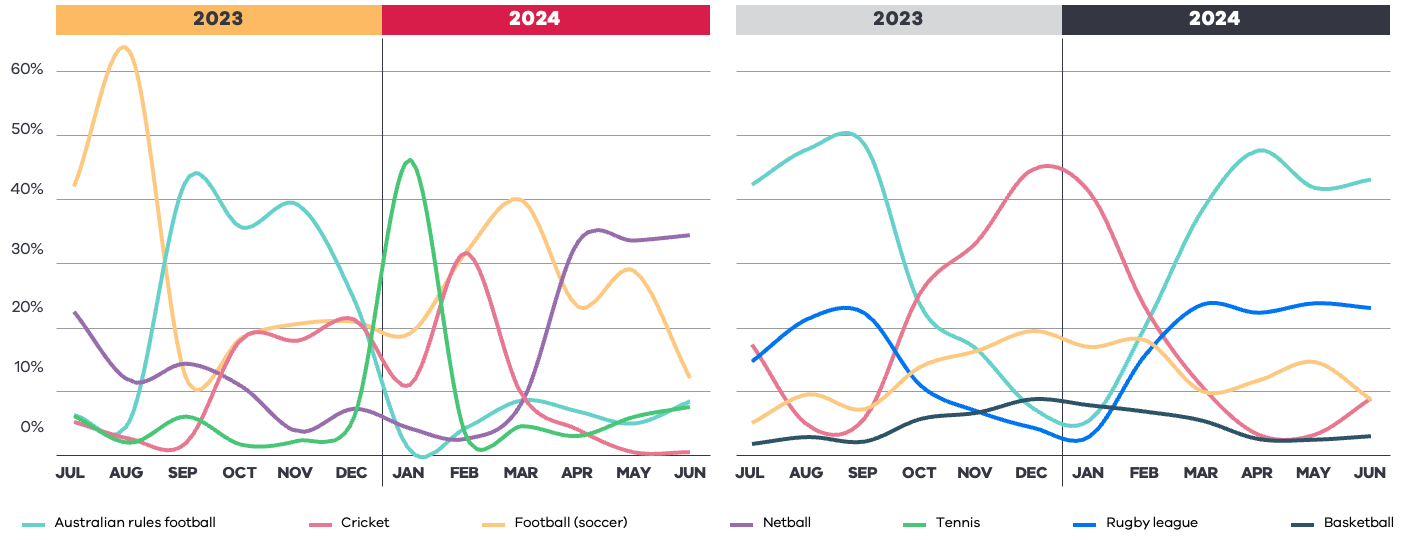 2023 2024 2023 2024
60%
50%
40%
30%
20%
10%
0%
JUL AUG SEP OCT NOV DEC JAN FEB MAR APR MAY JUN JUL AUG SEP OCT NOV DEC JAN FEB MAR APR MAY JUN
Australian rules football Cricket Football (soccer) Netball Tennis Rugby league Basketball